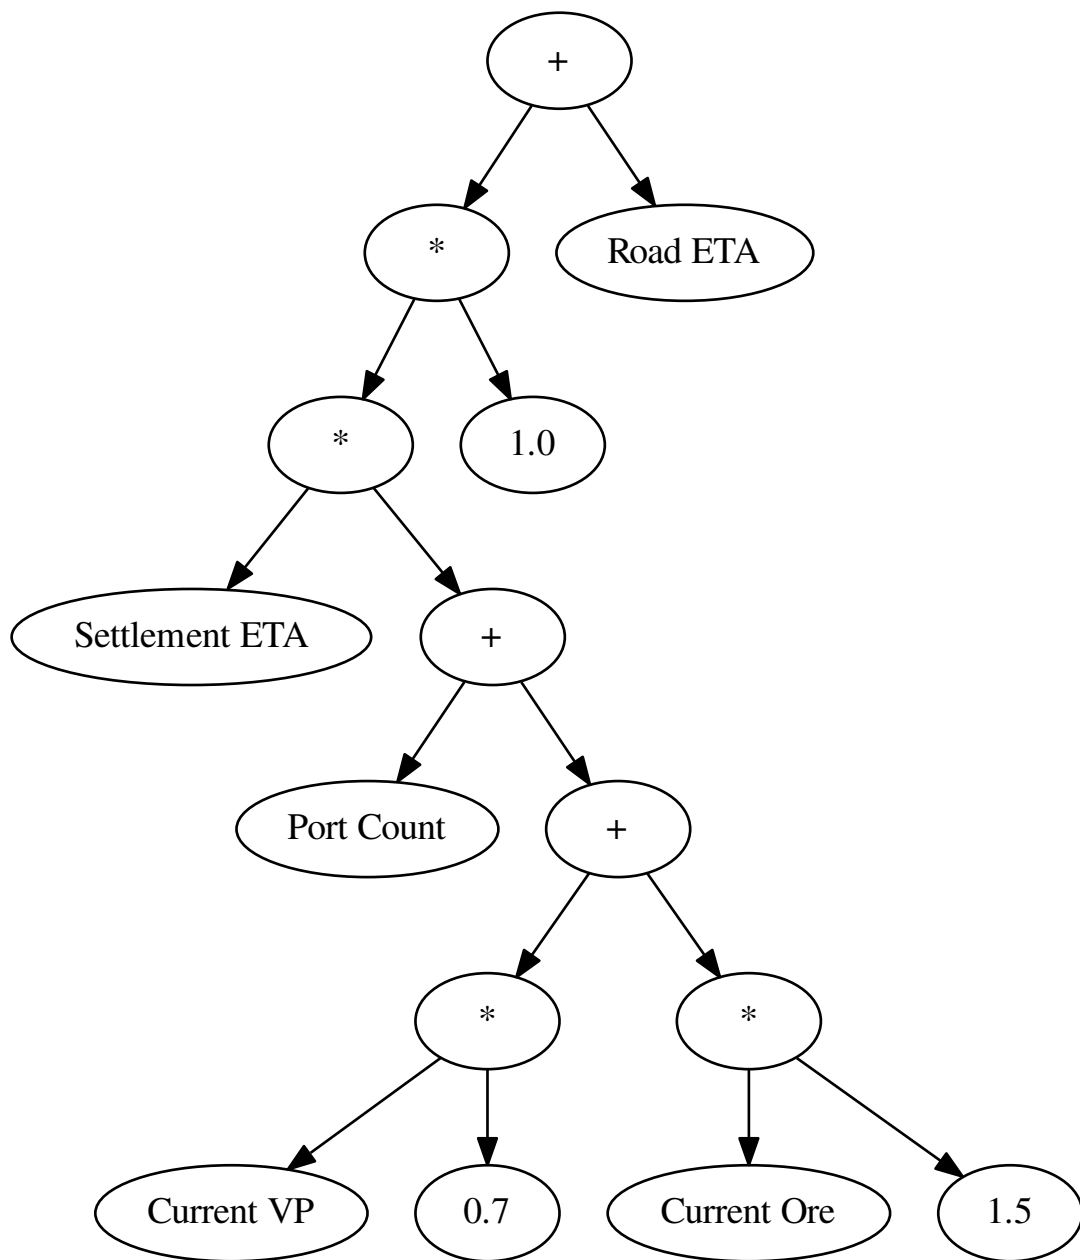 +
*
Road ETA
*
1.0
Settlement ETA
+
Port Count
+
*
*
Current VP
0.7
Current Ore
1.5